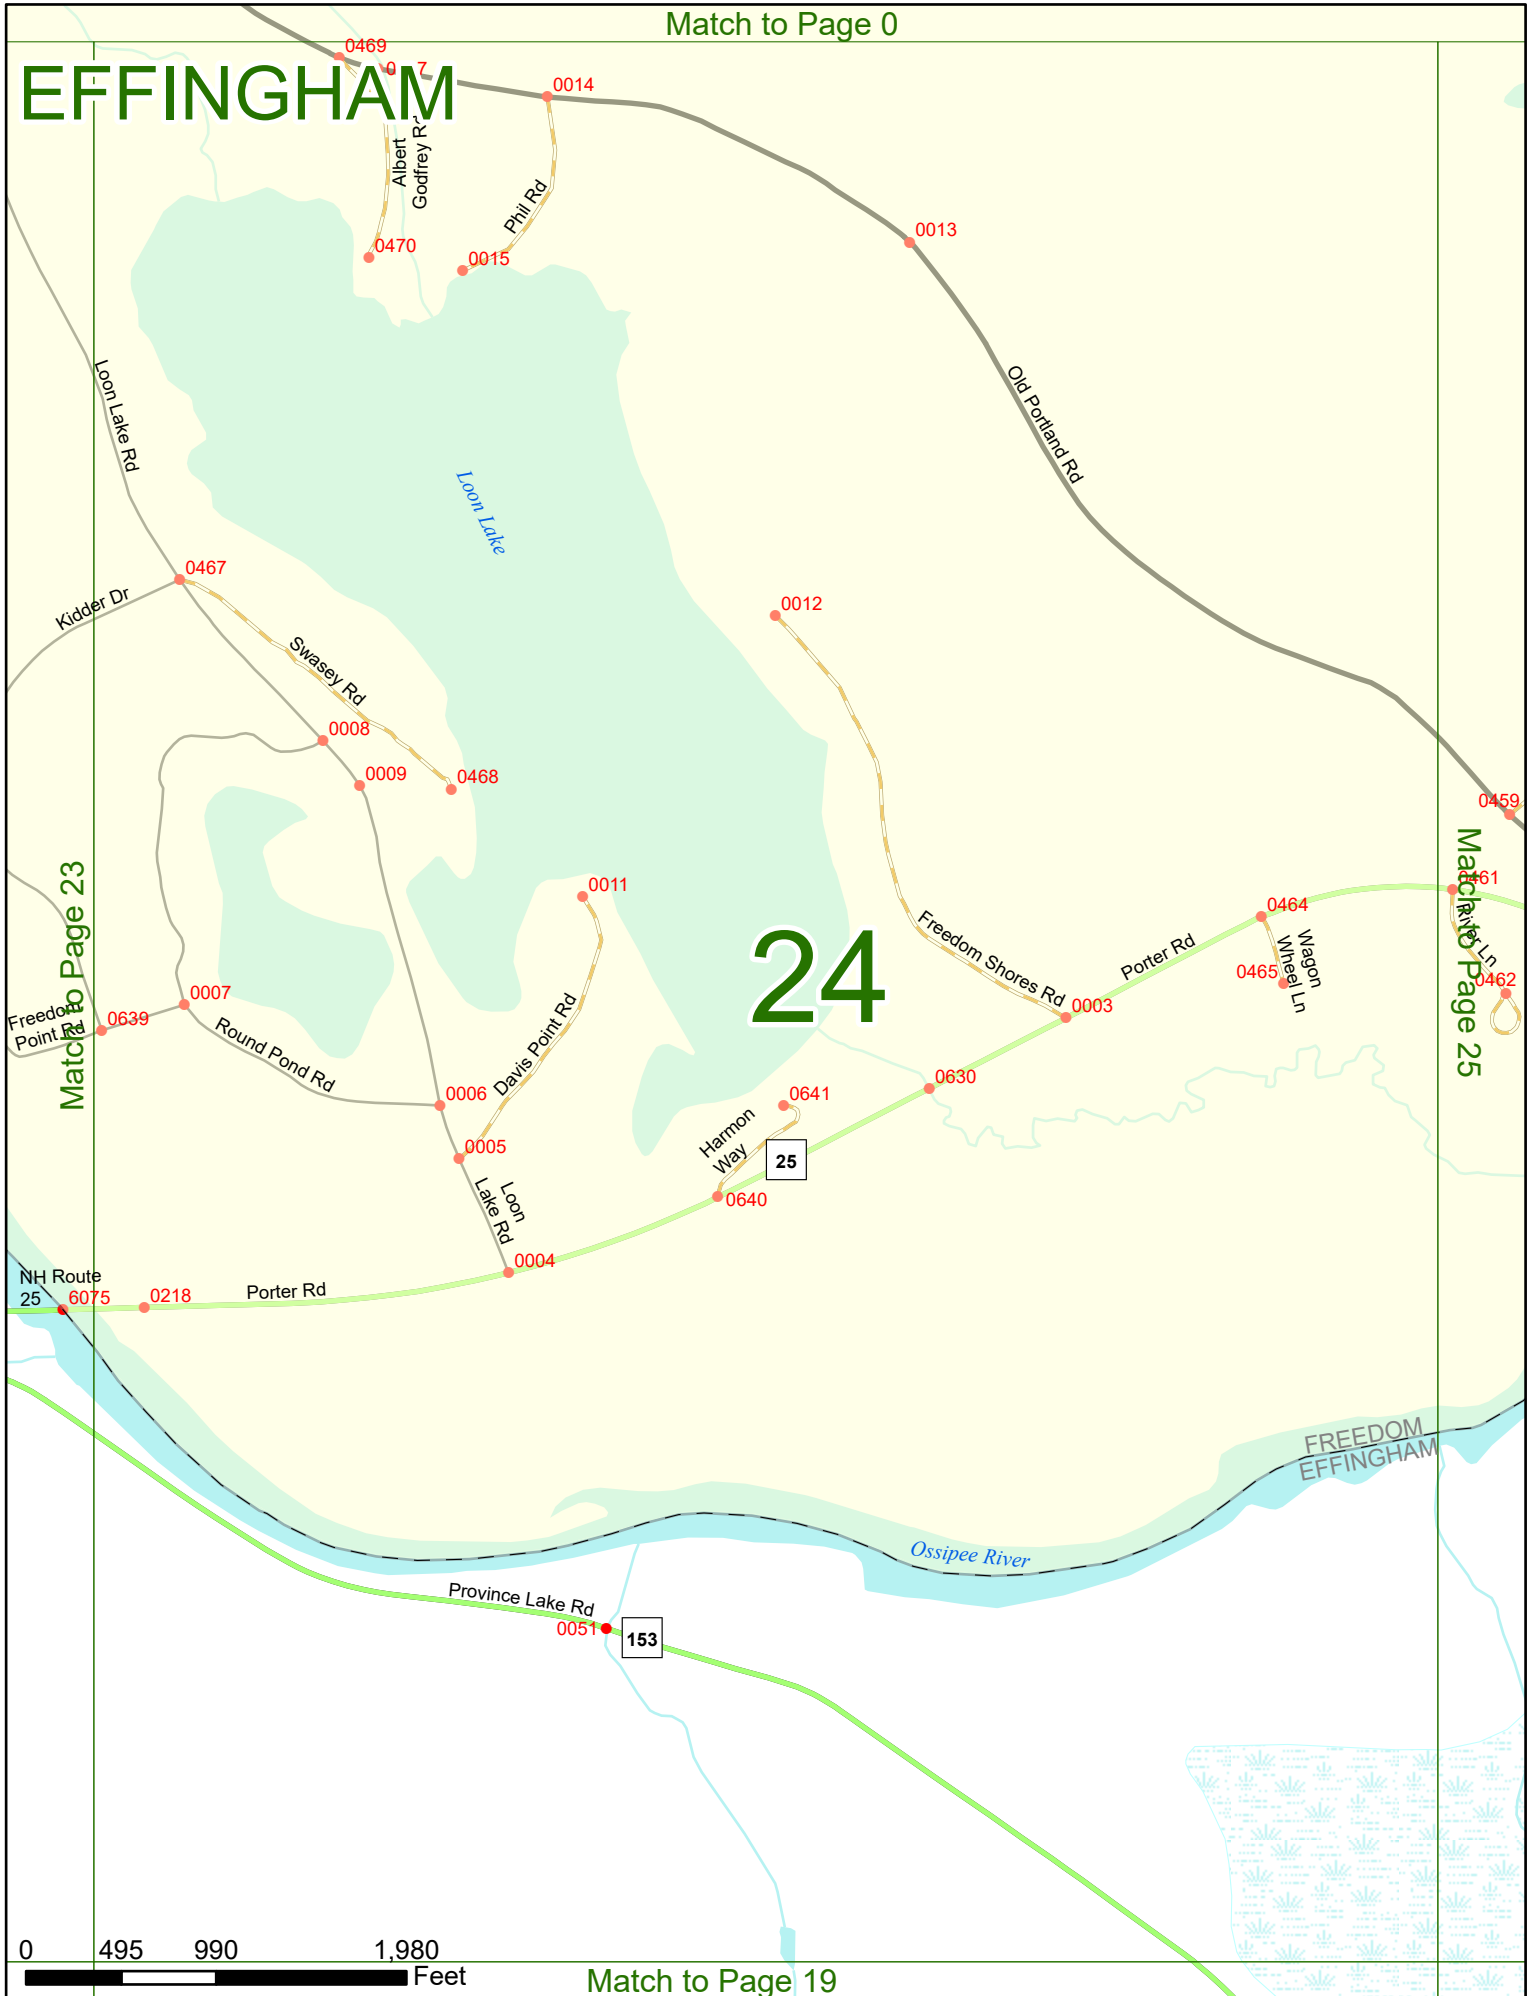 Match to Page 0
EFFINGHAM
0469
0014
Albert
Godfrey Rd
Phil Rd
0470
0015
0013
Loon Lake Rd
Old Portland Rd
Loon Lake
0467
Kidder Dr
0012
Swasey Rd
0008
0009
0468
0459
Match to Page 23
Match to Page 25
0011
0461
0464
24
Freedom Shores Rd
Porter Rd
River Ln
Wagon
Wheel Ln
0465
0462
0007
0003
Freedom
Point Rd
0639
Round Pond Rd
Davis Point Rd
0630
0006
0641
Harmon
Way
0005
25
0640
Loon
Lake Rd
0004
NH Route
25
6075
0218
Porter Rd
FREEDOM
EFFINGHAM
Ossipee River
Province Lake Rd
0051
153
0 495 990 1,980
Feet
Match to Page 19